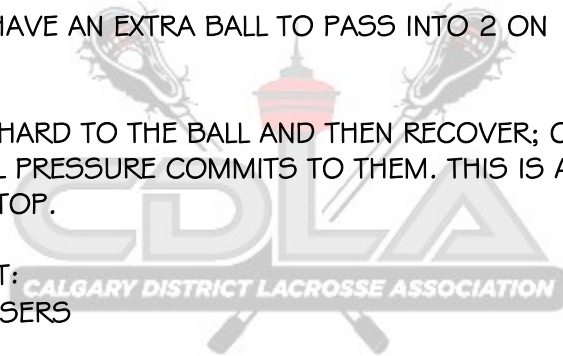 HAVE AN EXTRA BALL TO PASS INTO 2 ON
HARD TO THE BALL AND THEN RECOVER;
PRESSURE COMMITS TO THEM. THIS IS A
TOP.
CDLA
CALGARY DISTRICT LACROSSE ASSOCIATION